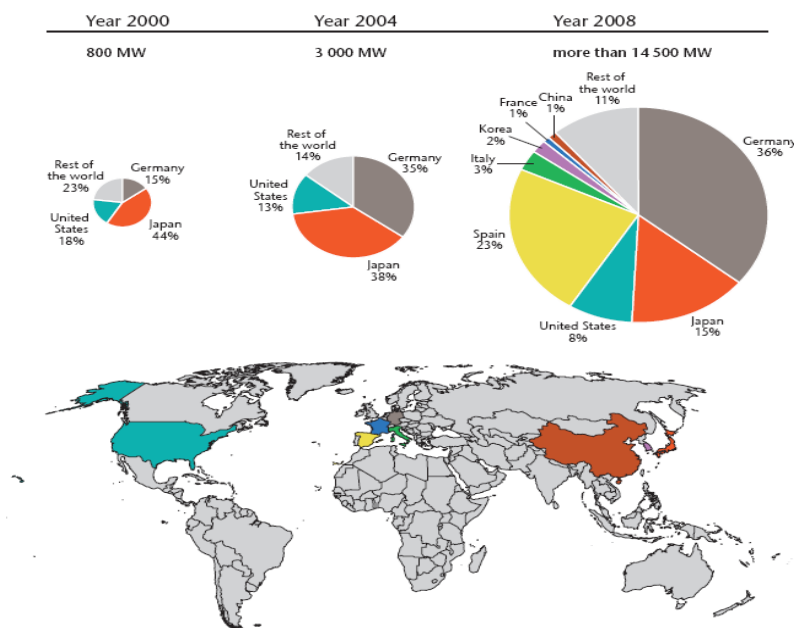 Year 2000
Year 2004
Year 2008
800 MW
3 000 MW
more than 14 500 MW
Rest of
the world
23%
Germany
15%
United
States
18%
Japan
44%
Rest of
the world
14%
Germany
35%
United
States
13%
Japan
38%
Rest of
the world
11%
China
1%
France
1%
Korea
2%
Italy
3%
Germany
36%
Spain
23%
United States
8%
Japan
15%